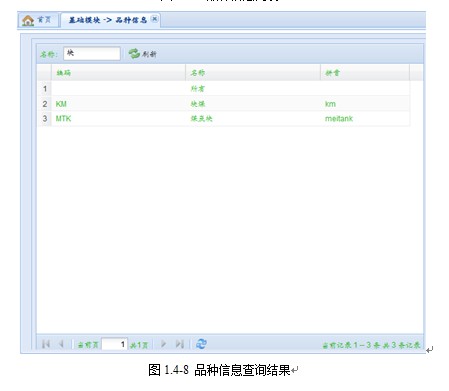 首页 基础模块 -> 品种信息
名称: 块 刷新
编码 名称 拼音
1
2 KM 块煤 km
3 MTK 煤炭块 meitank
当前页 1 共1页 当前记录 1 – 3 条 共 3 条记录
图 1.4-8 品种信息查询结果